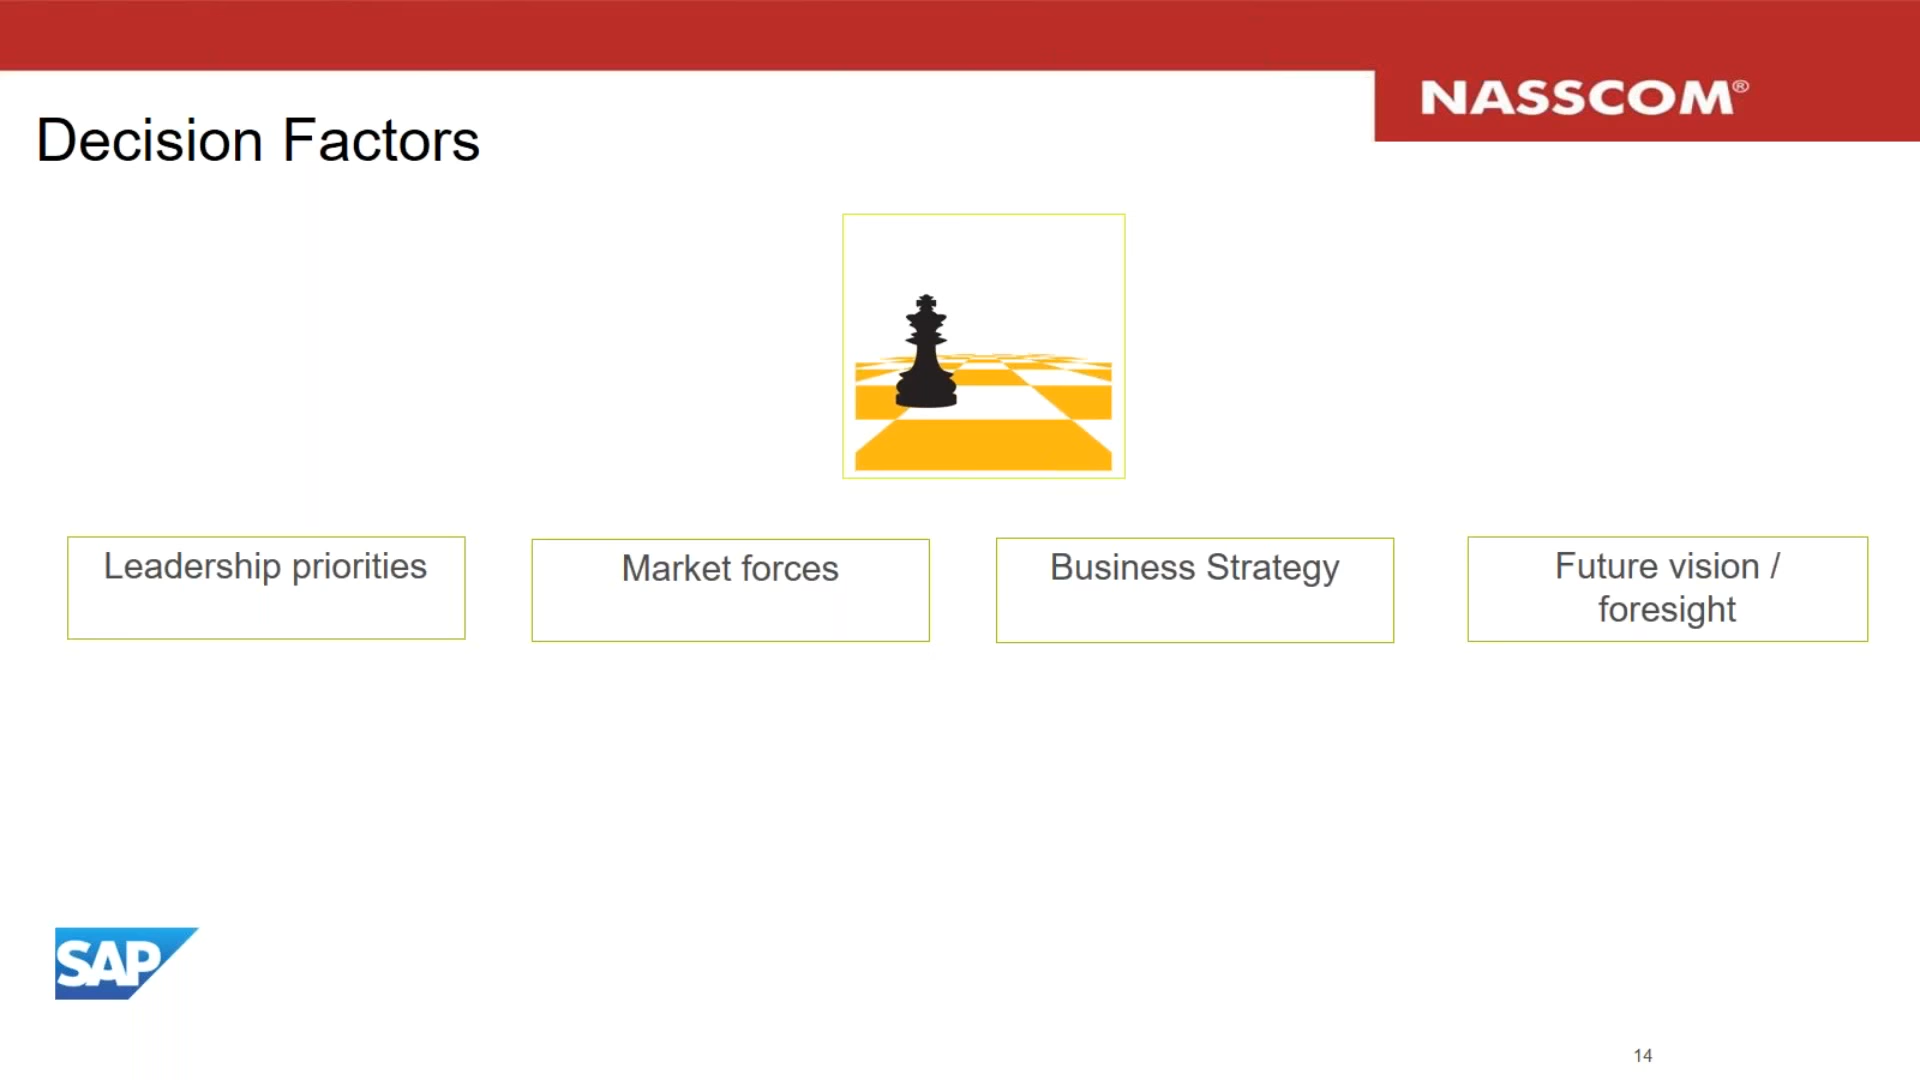 NASSCOM®
Decision Factors
Leadership priorities
Market forces
Business Strategy
Future vision /
foresight
SAP
14